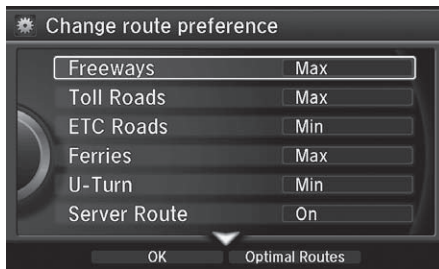 Change route preference
Freeways Max
Toll Roads Max
ETC Roads Min
Ferries Max
U-Turn Min
Server Route On
OK Optimal Routes